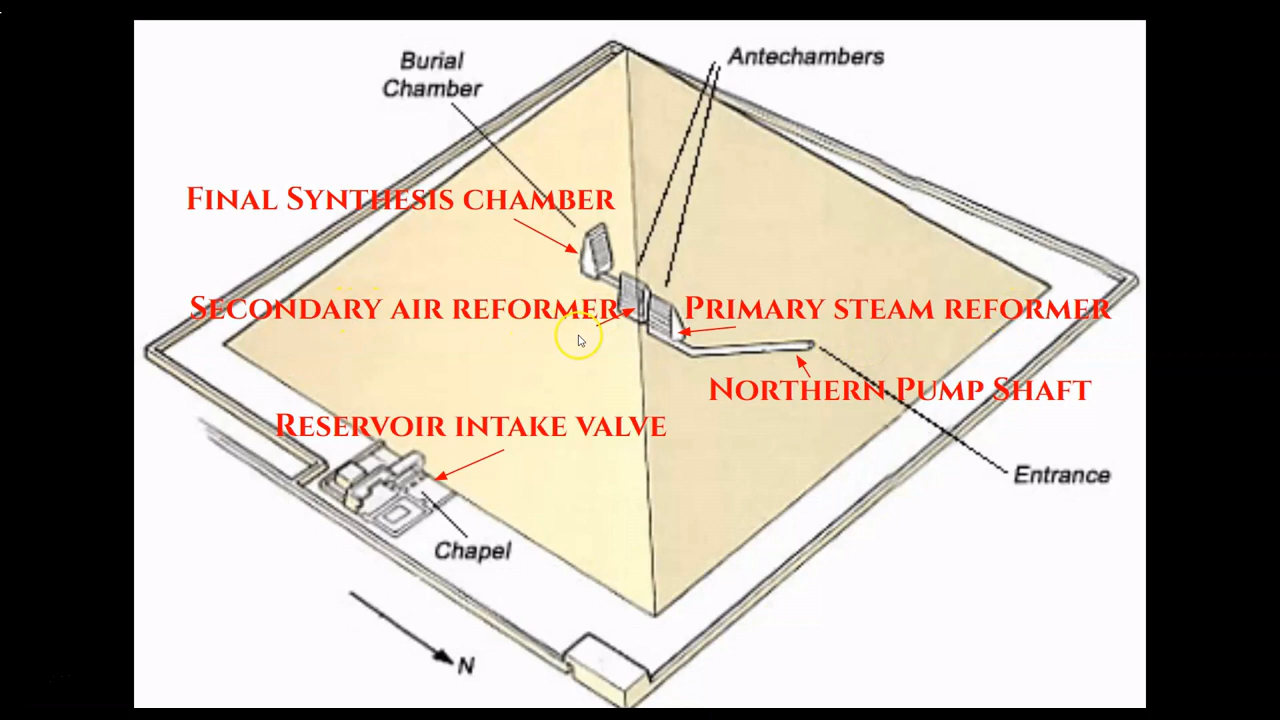 Burial
Chamber
Antechambers
Final Synthesis chamber
Secondary air reformer
Primary steam reformer
Northern Pump Shaft
Reservoir intake valve
Entrance
Chapel
N